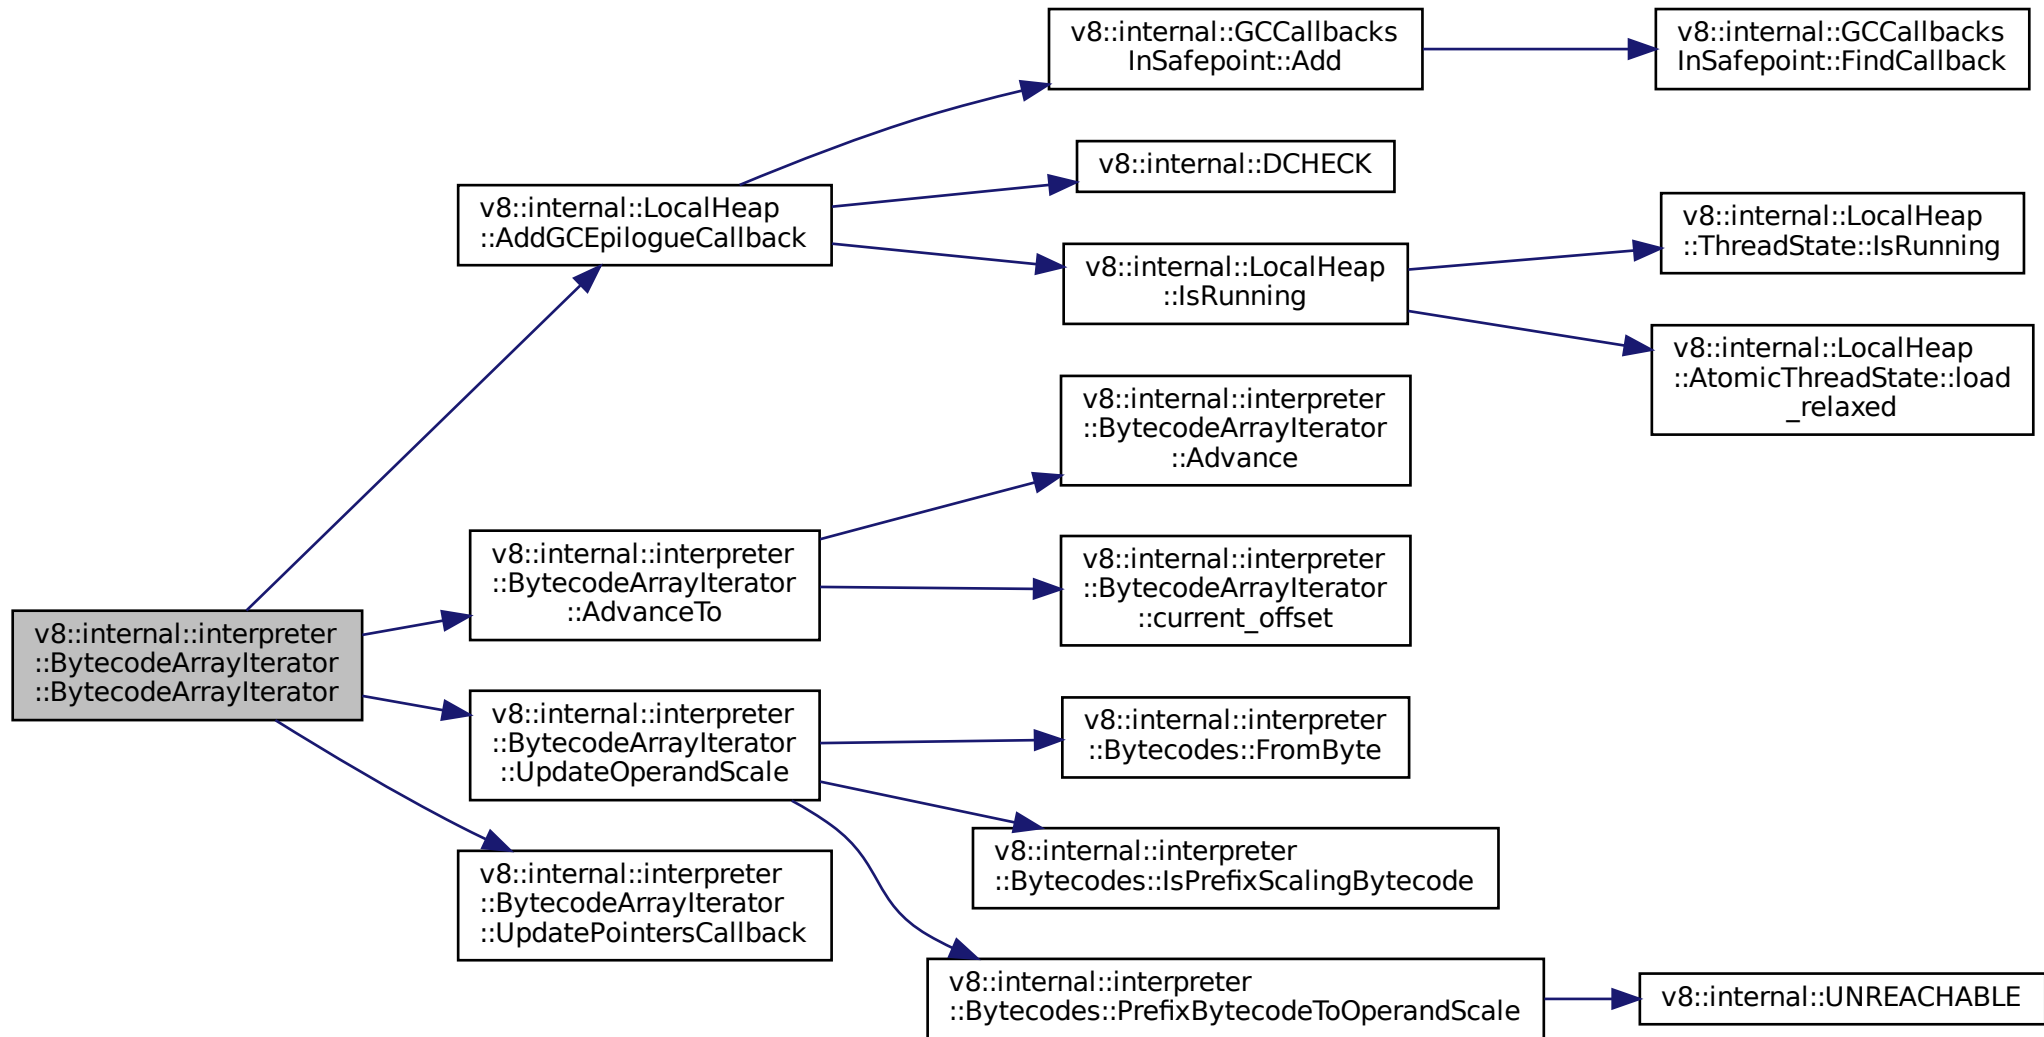 v8::internal::GCCallbacks
InSafepoint::Add
v8::internal::GCCallbacks
InSafepoint::FindCallback
v8::internal::DCHECK
v8::internal::LocalHeap
::AddGCEpilogueCallback
v8::internal::LocalHeap
::IsRunning
v8::internal::LocalHeap
::ThreadState::IsRunning
v8::internal::LocalHeap
::AtomicThreadState::load
_relaxed
v8::internal::interpreter
::BytecodeArrayIterator
::Advance
v8::internal::interpreter
::BytecodeArrayIterator
::AdvanceTo
v8::internal::interpreter
::BytecodeArrayIterator
::current_offset
v8::internal::interpreter
::BytecodeArrayIterator
::BytecodeArrayIterator
v8::internal::interpreter
::BytecodeArrayIterator
::UpdateOperandScale
v8::internal::interpreter
::Bytecodes::FromByte
v8::internal::interpreter
::Bytecodes::IsPrefixScalingBytecode
v8::internal::interpreter
::BytecodeArrayIterator
::UpdatePointersCallback
v8::internal::interpreter
::Bytecodes::PrefixBytecodeToOperandScale
v8::internal::UNREACHABLE